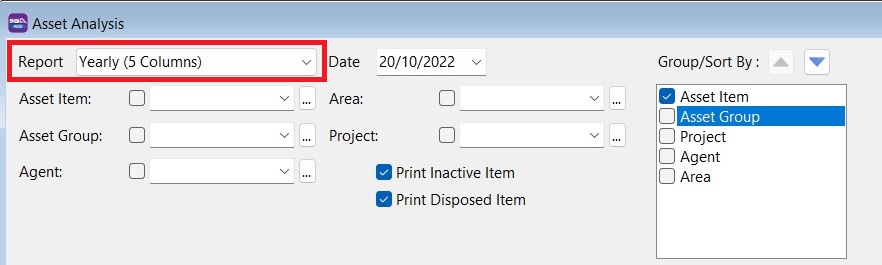 Asset Analysis
Report Yearly (5 Columns) Date 20/10/2022 Group/Sort By :
Asset Item: ... Area: ... Asset Item
Asset Group: ... Project: ... Asset Group
Project
Agent: ... Print Inactive Item Agent
Print Disposed Item Area